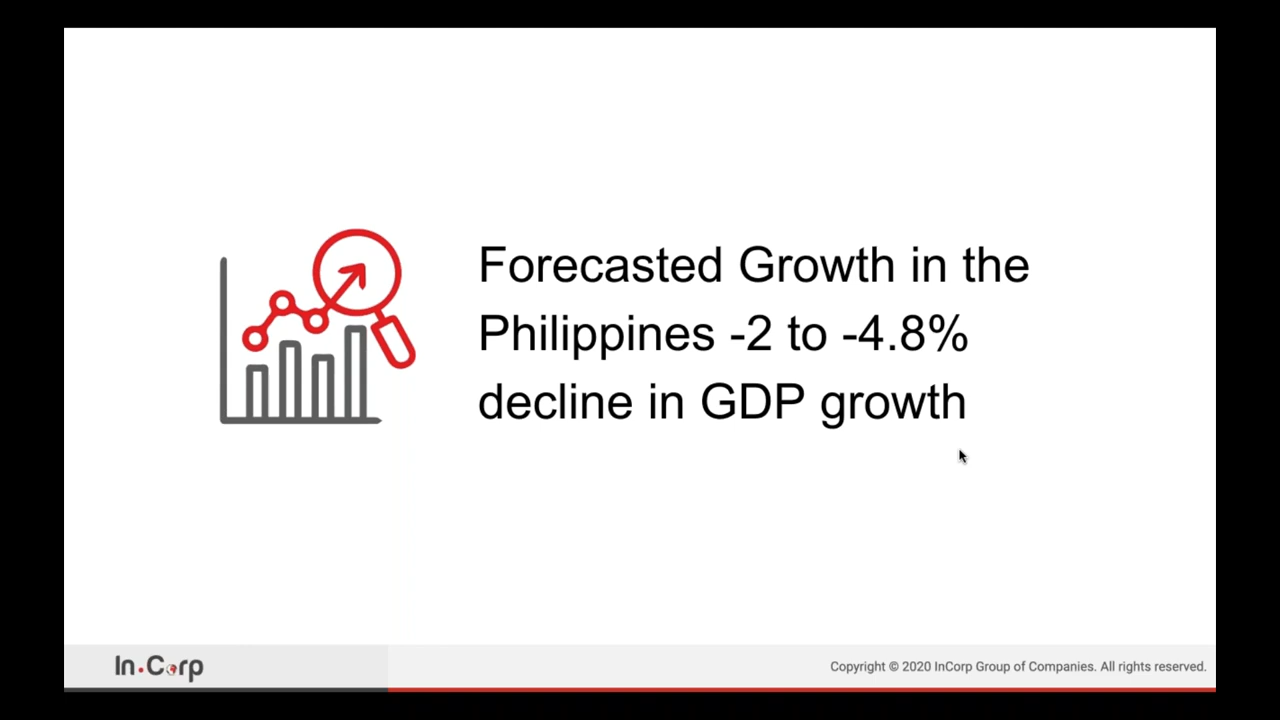 Forecasted Growth in the
Philippines -2 to -4.8%
decline in GDP growth
In.Corp
Copyright © 2020 InCorp Group of Companies. All rights reserved.